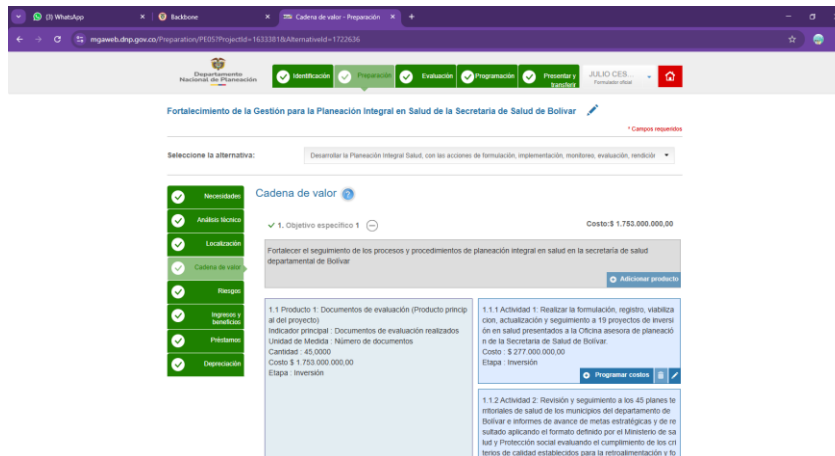 (3) WhatsApp
Backbone
Cadena de valor - Preparación
mgaweb.dnp.gov.co/Preparation/PE05?ProjectId=1633381&AlternativeId=1722636
Departamento
Nacional de Planeación
Identificación
Preparación
Evaluación
Programación
Presentar y
transferir
JULIO CES...
Formulador oficial
Fortalecimiento de la Gestión para la Planeación Integral en Salud de la Secretaria de Salud de Bolivar
* Campos requeridos
Seleccione la alternativa:
Desarrollar la Planeación Integral Salud, con las acciones de formulación, implementación, monitoreo, evaluación, rendición
Necesidades
Análisis técnico
Localización
Cadena de valor
Riesgos
Ingresos y
beneficios
Préstamos
Depreciación
Cadena de valor
1. Objetivo especifico 1
Costo:$ 1.753.000.000,00
Fortalecer el seguimiento de los procesos y procedimientos de planeación integral en salud en la secretaría de salud
departamental de Bolívar
Adicionar producto
1.1 Producto 1: Documentos de evaluación (Producto princip
al del proyecto)
Indicador principal : Documentos de evaluación realizados
Unidad de Medida : Número de documentos
Cantidad : 45,0000
Costo $ 1.753.000.000,00
Etapa : Inversión
1.1.1 Actividad 1: Realizar la formulación, registro, viabiliza
cion, actualización y seguimiento a 19 proyectos de inversi
ón en salud presentados a la Oficina asesora de planeació
n de la Secretaria de Salud de Bolivar.
Costo : $ 277.000.000,00
Etapa : Inversión
Programar costos
1.1.2 Actividad 2: Revisión y seguimiento a los 45 planes te
rritoriales de salud de los municipios del departamento de
Bolívar e informes de avance de metas estratégicas y de re
sultado aplicando el formato definido por el Ministerio de sa
lud y Protección social evaluando el cumplimiento de los cri
terios de calidad establecidos para la retroalimentación y fo